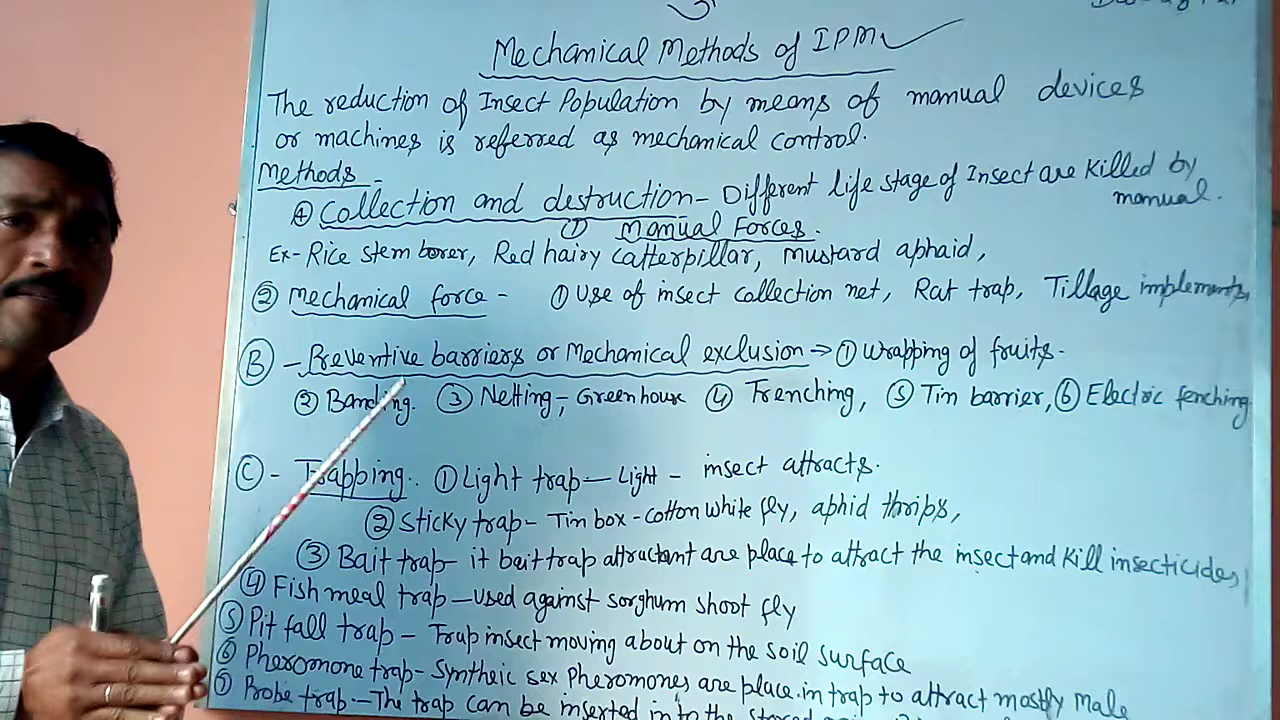 Mechanical Methods of IPM
The reduction of Insect Population by means of manual devices
or machines is referred as mechanical control.
Methods -
A Collection and destruction - Different life stage of Insect are Killed by manual.
① Manual Forces.
Ex- Rice stem borer, Red hairy catterpillar, mustard aphaid,
② Mechanical force - ① Use of insect collection net, Rat trap, Tillage implements,
B - Preventive barriers or Mechanical exclusion → ① Wrapping of fruits -
② Banding. ③ Netting -, Green house ④ Trenching, ⑤ Tin barrier, ⑥ Electric fenching.
C - Trapping. ① Light trap — Light - insect attracts.
② Sticky trap - Tin box - cotton white fly, aphid thrips,
③ Bait trap - it bait trap attractant are place to attract the insect and kill insecticides,
④ Fish meal trap — Used against sorghum shoot fly
⑤ Pit fall trap - Trap insect moving about on the soil surface
⑥ Pheromone trap - Syntheic sex Pheromones are place in trap to attract mostly male
⑦ Probe trap - The trap can be inserted in to the stored